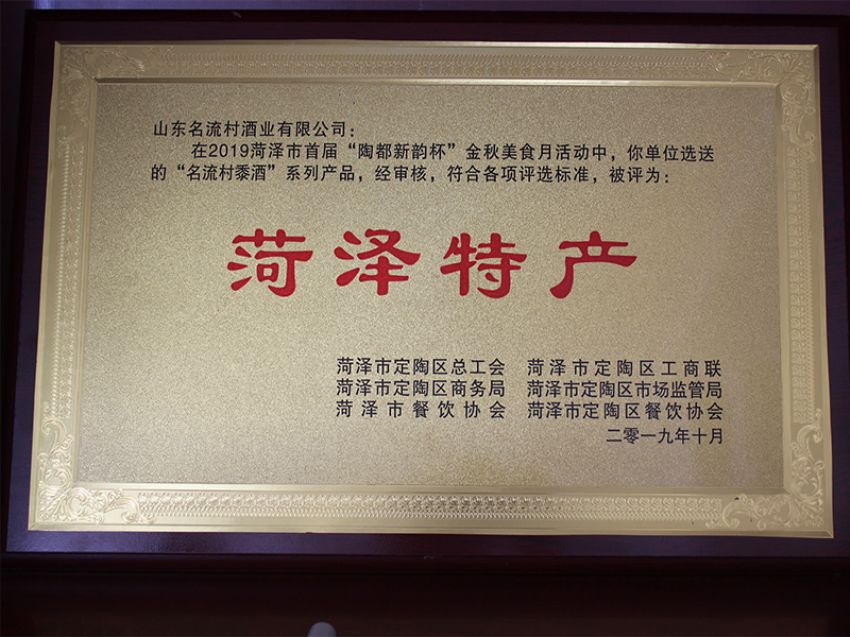 山东名流村酒业有限公司：
在2019菏泽市首届“陶都新韵杯”金秋美食月活动中，你单位选送
的“名流村黍酒”系列产品，经审核，符合各项评选标准，被评为：
菏泽特产
菏泽市定陶区总工会 菏泽市定陶区工商联
菏泽市定陶区商务局 菏泽市定陶区市场监管局
菏泽市餐饮协会 菏泽市定陶区餐饮协会
二零一九年十月